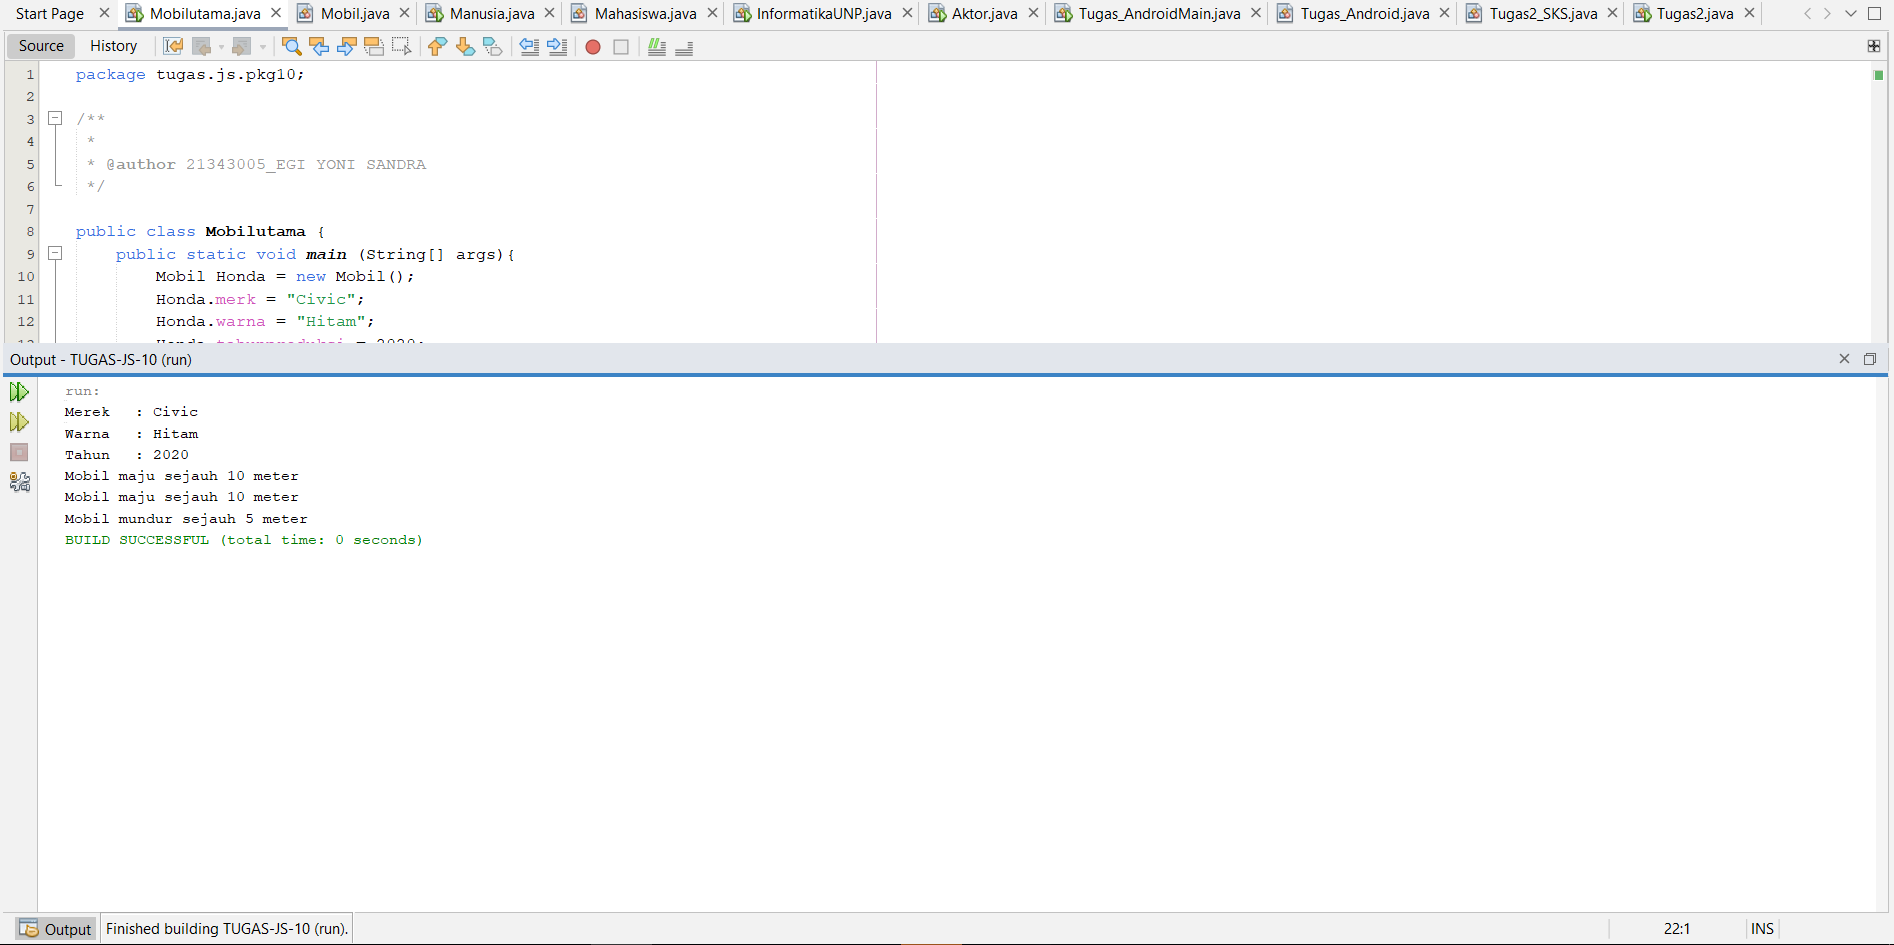 Start Page Mobilutama.java Mobil.java Manusia.java Mahasiswa.java InformatikaUNP.java Aktor.java Tugas_AndroidMain.java Tugas_Android.java Tugas2_SKS.java Tugas2.java
Source History
1 package tugas.js.pkg10;
2
3 /**
4 *
5 * @author 21343005_EGI YONI SANDRA
6 */
7
8 public class Mobilutama {
9 public static void main (String[] args){
10 Mobil Honda = new Mobil();
11 Honda.merk = "Civic";
12 Honda.warna = "Hitam";
Output - TUGAS-JS-10 (run)
run:
Merek : Civic
Warna : Hitam
Tahun : 2020
Mobil maju sejauh 10 meter
Mobil maju sejauh 10 meter
Mobil mundur sejauh 5 meter
BUILD SUCCESSFUL (total time: 0 seconds)
Output Finished building TUGAS-JS-10 (run). 22:1 INS